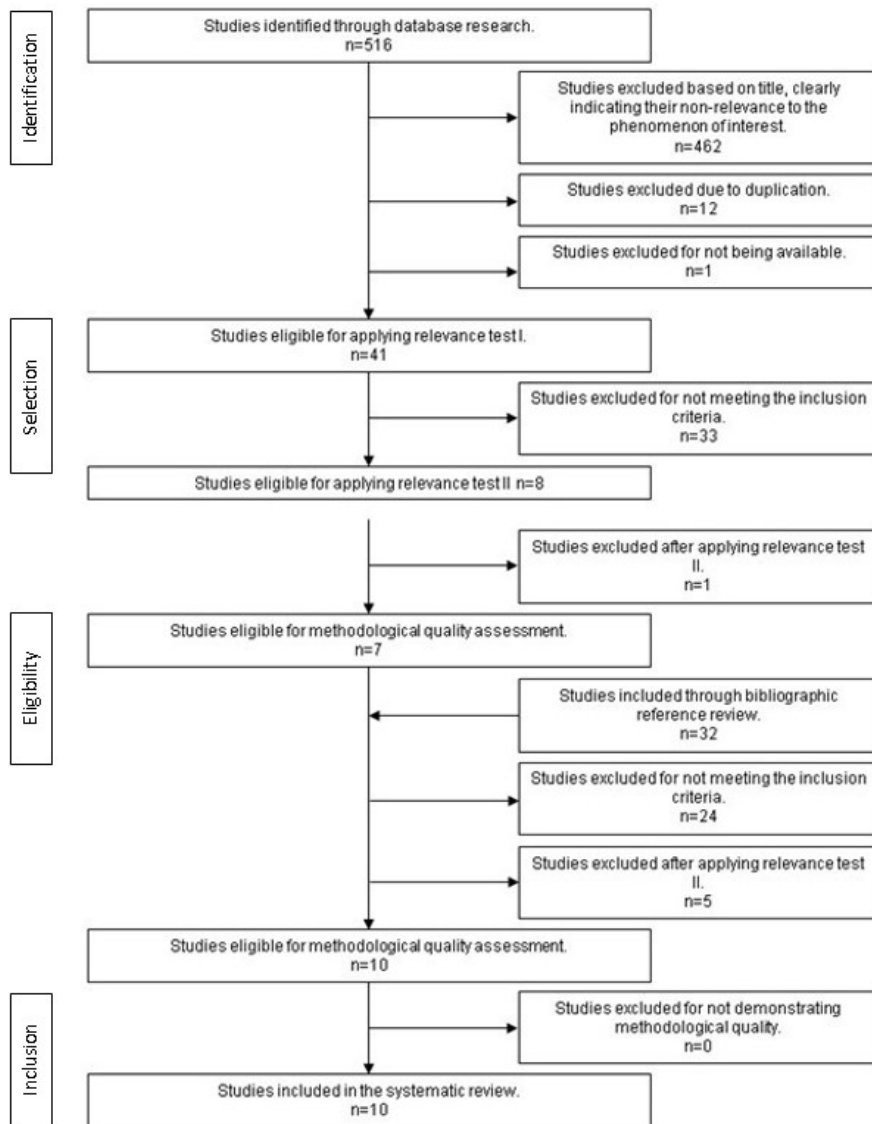 Identification
Studies identified through database research.
n=516
Studies excluded based on title, clearly
indicating their non-relevance to the
phenomenon of interest.
n=462
Studies excluded due to duplication.
n=12
Studies excluded for not being available.
n=1
Selection
Studies eligible for applying relevance test I.
n=41
Studies excluded for not meeting the inclusion
criteria.
n=33
Studies eligible for applying relevance test II n=8
Eligibility
Studies excluded after applying relevance test
II.
n=1
Studies eligible for methodological quality assessment.
n=7
Studies included through bibliographic
reference review.
n=32
Studies excluded for not meeting the inclusion
criteria.
n=24
Studies excluded after applying relevance test
II.
n=5
Studies eligible for methodological quality assessment.
n=10
Inclusion
Studies excluded for not demonstrating
methodological quality.
n=0
Studies included in the systematic review.
n=10